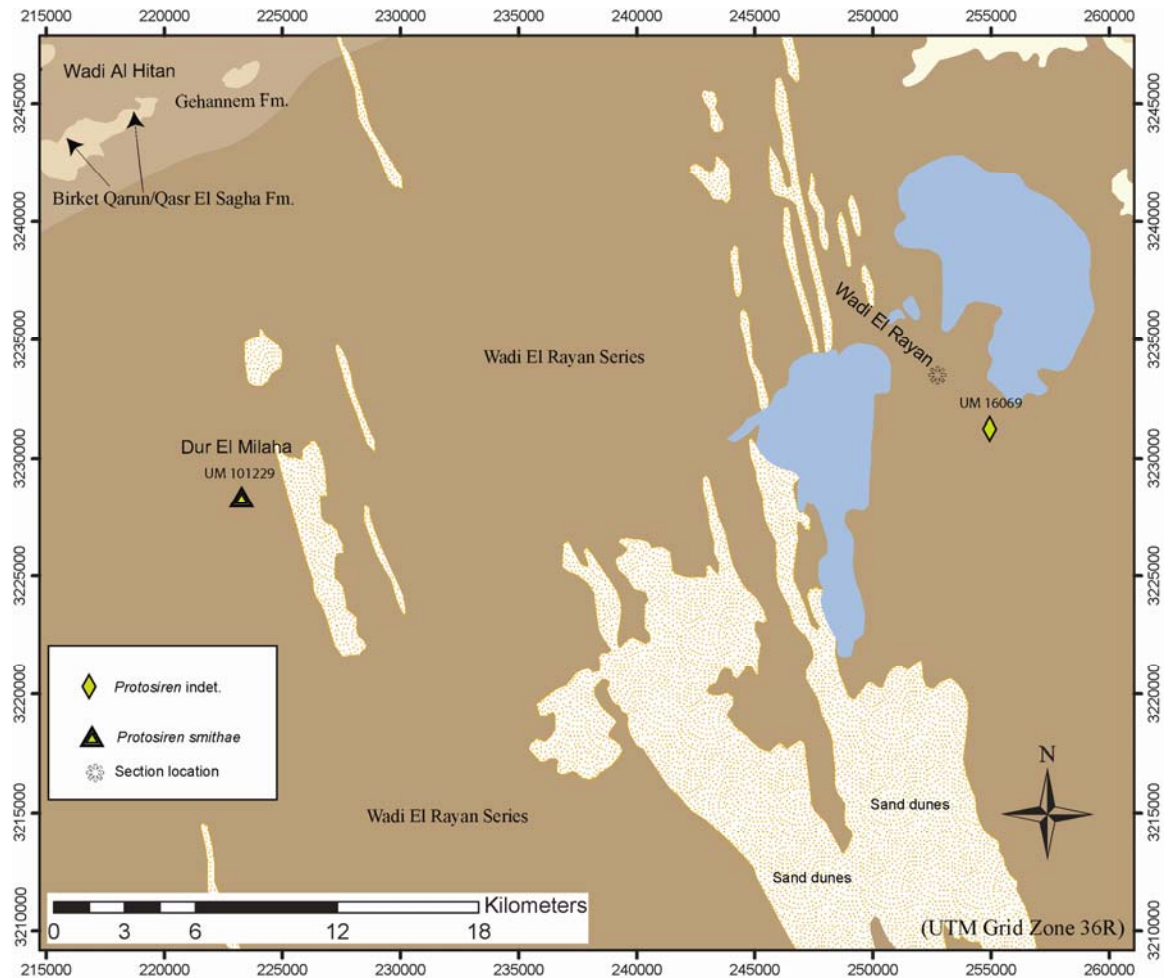 215000 220000 225000 230000 235000 240000 245000 250000 255000 260000
Wadi Al Hitan
Gehannem Fm.
Birket Qarun/Qasr El Sagha Fm.
3245000
3245000
3240000
3240000
Wadi El Rayan
3235000
3235000
Wadi El Rayan Series
UM 16069
Dur El Milaha
UM 101229
3230000
3230000
3225000
3225000
3220000
3220000
Protosiren indet.
Protosiren smithae
Section location
N
Sand dunes
3215000
3215000
Wadi El Rayan Series
Sand dunes
Kilometers
0 3 6 12 18
(UTM Grid Zone 36R)
3210000
3210000
215000 220000 225000 230000 235000 240000 245000 250000 255000 260000